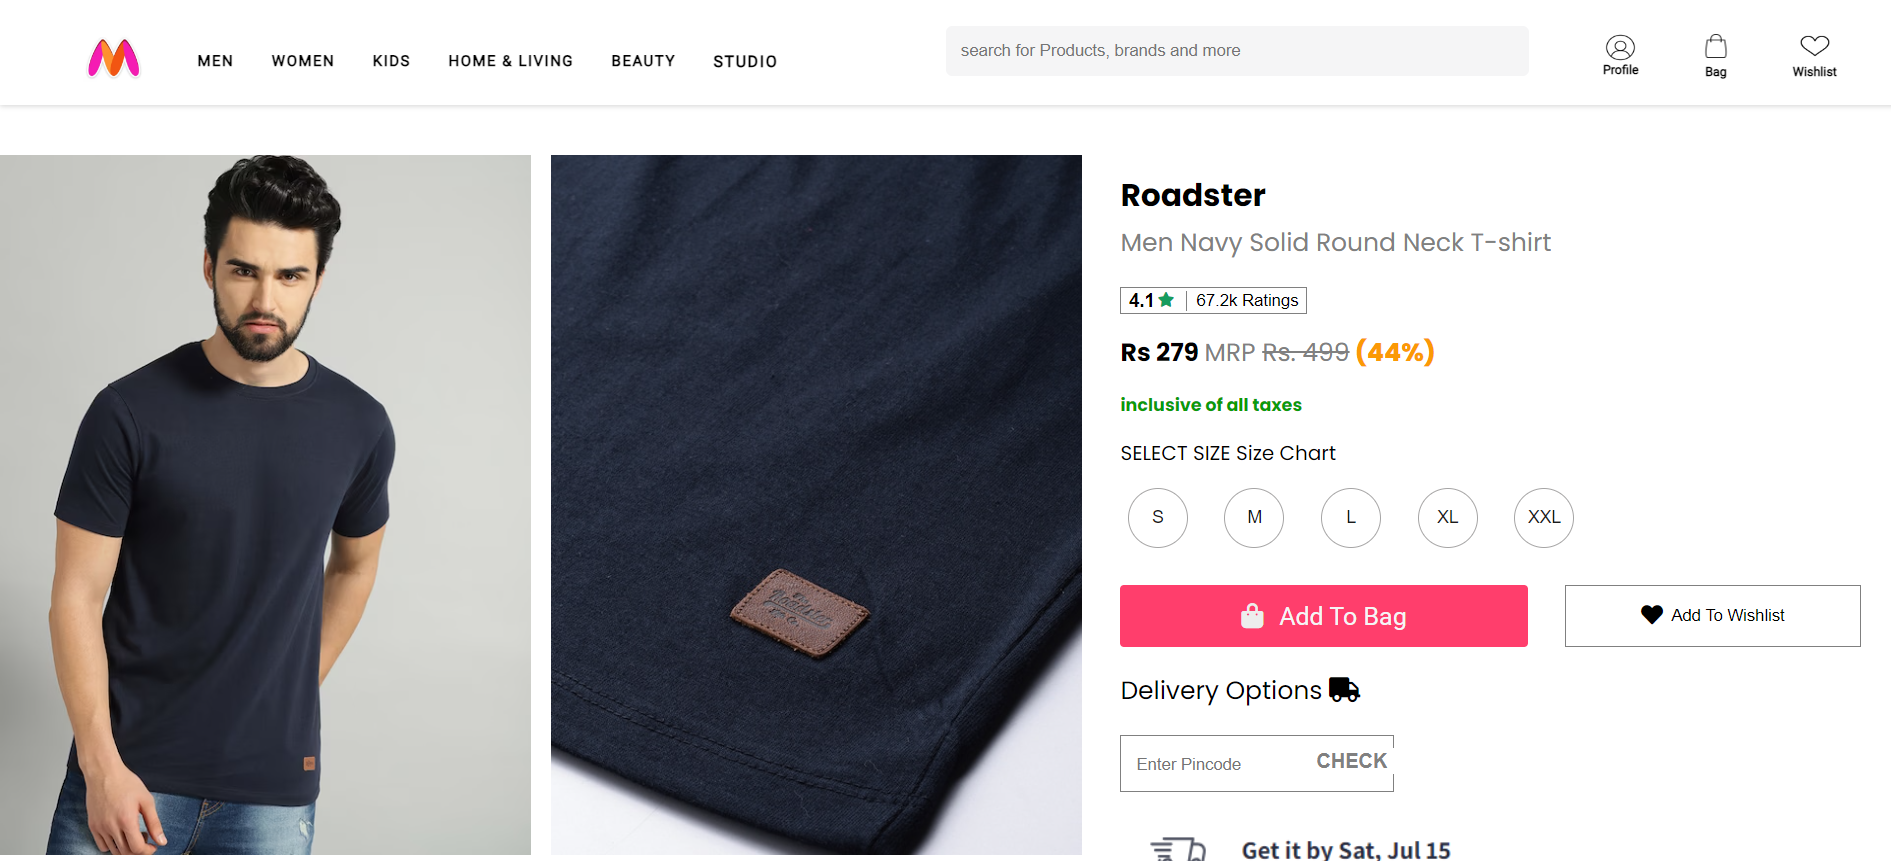 MEN WOMEN KIDS HOME & LIVING BEAUTY STUDIO
search for Products, brands and more
Profile Bag Wishlist
Roadster
Men Navy Solid Round Neck T-shirt
4.1 67.2k Ratings
Rs 279 MRP Rs. 499 (44%)
inclusive of all taxes
SELECT SIZE Size Chart
S M L XL XXL
Add To Bag Add To Wishlist
Delivery Options
Enter Pincode CHECK
Get it by Sat, Jul 15
Roadster